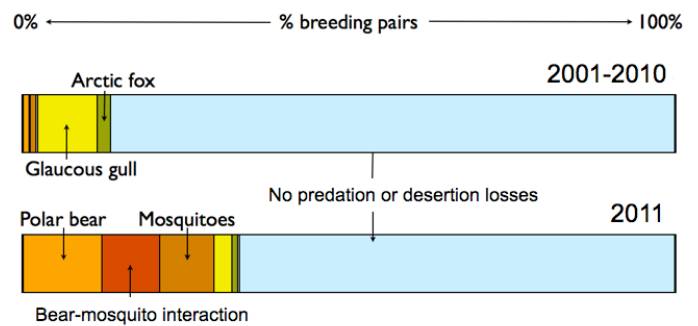 0% % breeding pairs 100%
2001-2010
Arctic fox
Glaucous gull
No predation or desertion losses
2011
Polar bear Mosquitoes
Bear-mosquito interaction